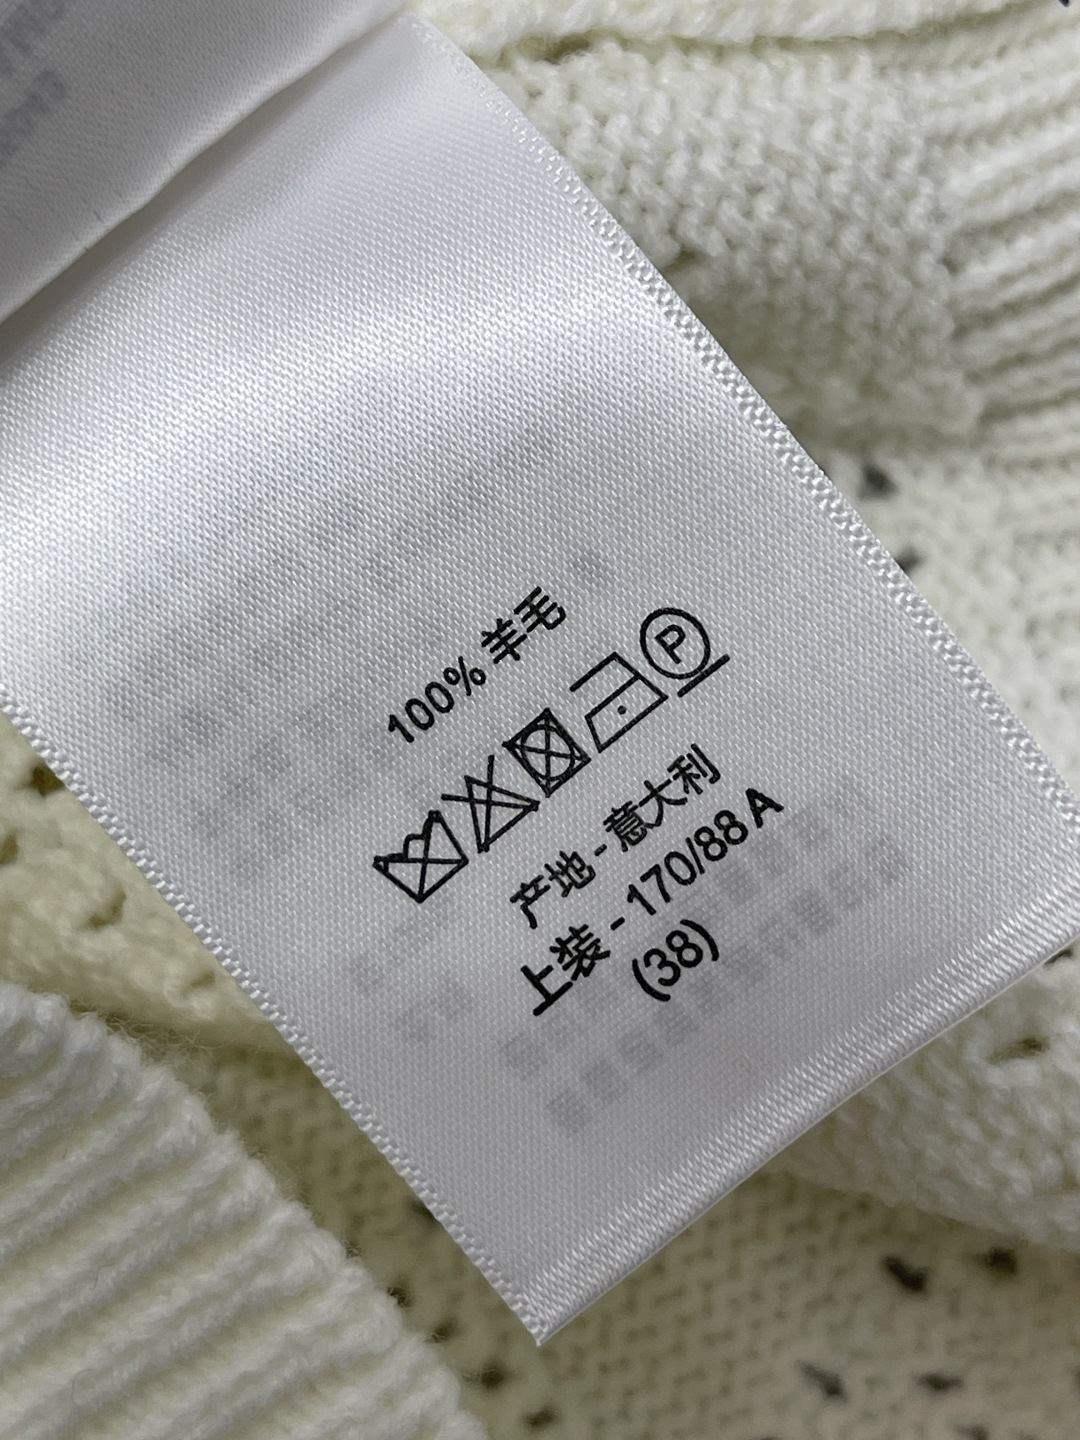 100% 羊毛
P
产地 - 意大利
上装 - 170/88 A
(38)